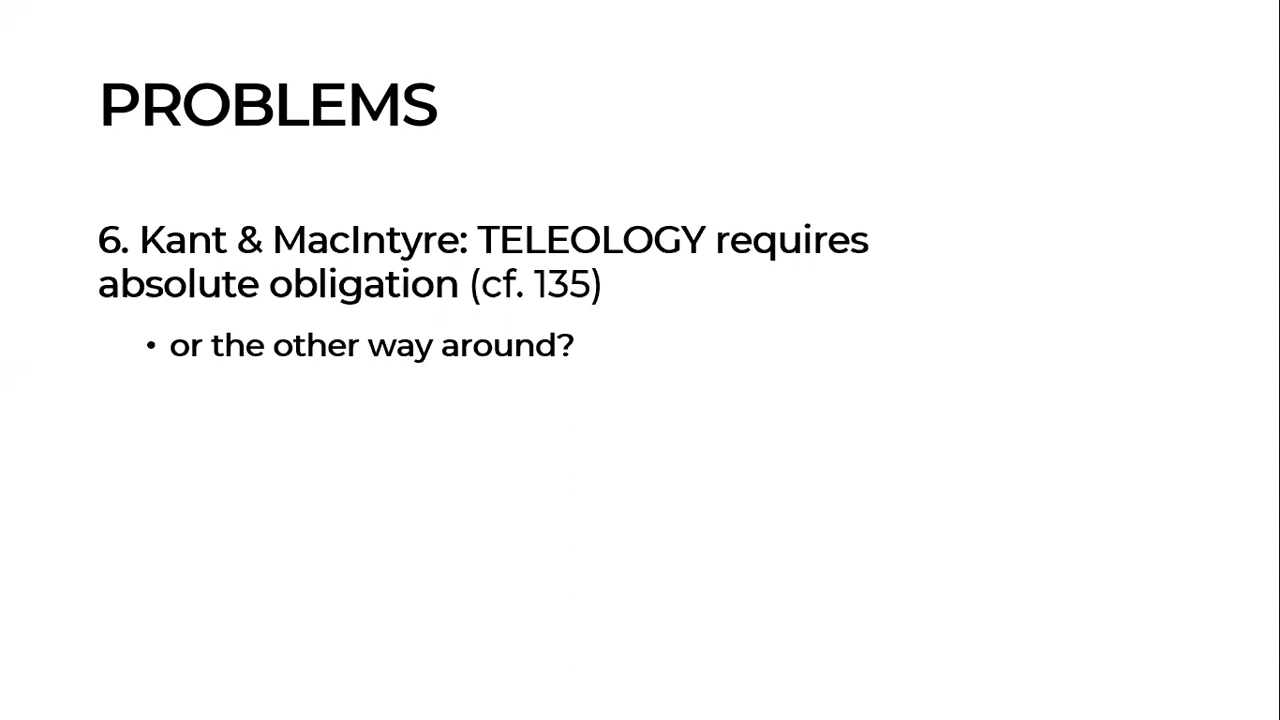 PROBLEMS
6. Kant & MacIntyre: TELEOLOGY requires
absolute obligation (cf. 135)
• or the other way around?